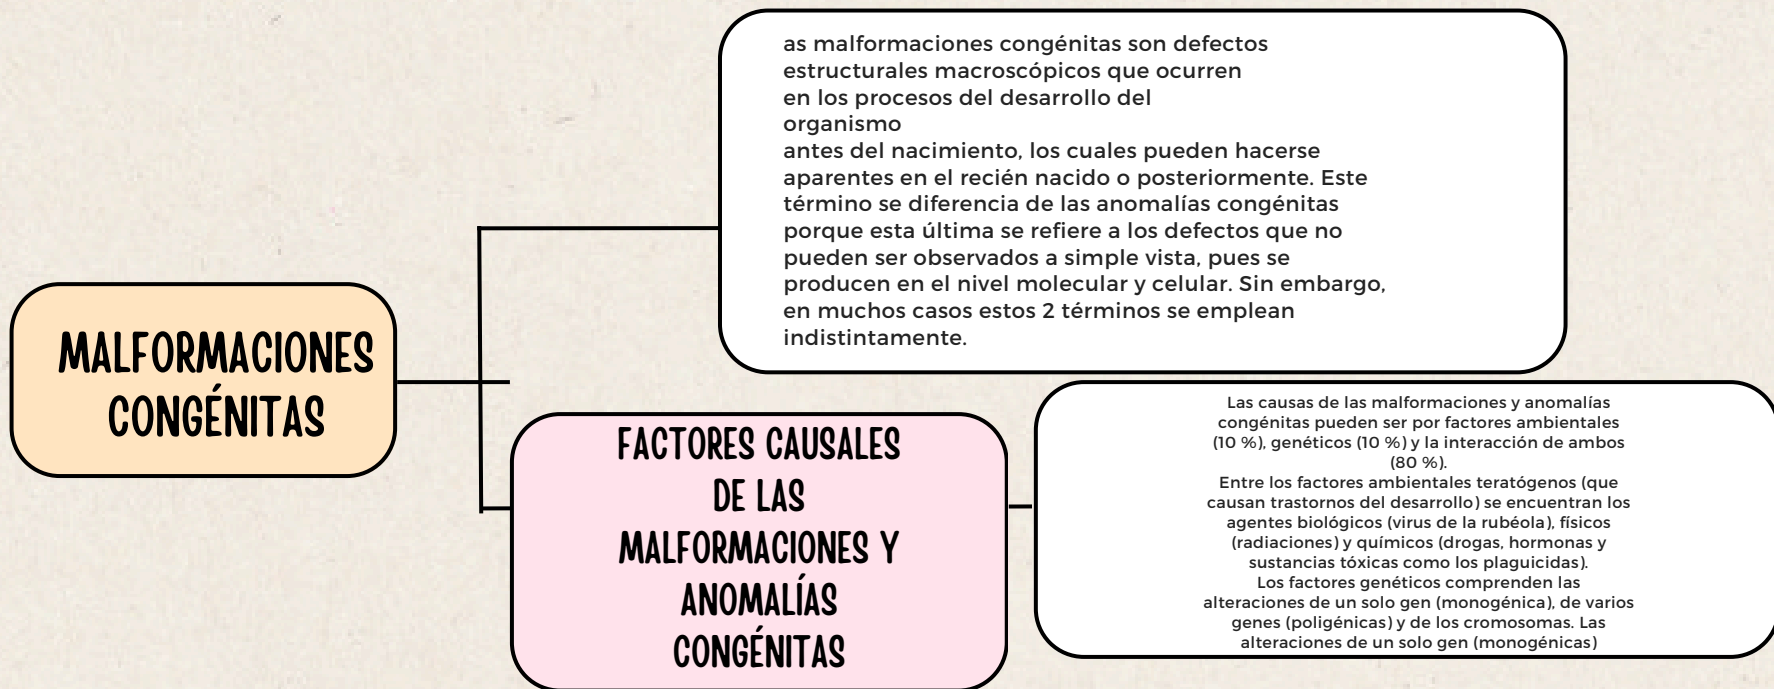 MALFORMACIONES
CONGÉNITAS
as malformaciones congénitas son defectos
estructurales macroscópicos que ocurren
en los procesos del desarrollo del
organismo
antes del nacimiento, los cuales pueden hacerse
aparentes en el recién nacido o posteriormente. Este
término se diferencia de las anomalías congénitas
porque esta última se refiere a los defectos que no
pueden ser observados a simple vista, pues se
producen en el nivel molecular y celular. Sin embargo,
en muchos casos estos 2 términos se emplean
indistintamente.
FACTORES CAUSALES
DE LAS
MALFORMACIONES Y
ANOMALÍAS
CONGÉNITAS
Las causas de las malformaciones y anomalías
congénitas pueden ser por factores ambientales
(10 %), genéticos (10 %) y la interacción de ambos
(80 %).
Entre los factores ambientales teratógenos (que
causan trastornos del desarrollo) se encuentran los
agentes biológicos (virus de la rubéola), físicos
(radiaciones) y químicos (drogas, hormonas y
sustancias tóxicas como los plaguicidas).
Los factores genéticos comprenden las
alteraciones de un solo gen (monogénica), de varios
genes (poligénicas) y de los cromosomas. Las
alteraciones de un solo gen (monogénicas)